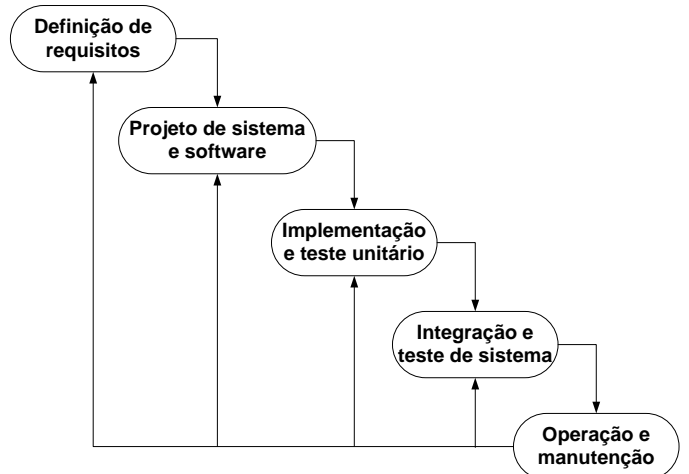 Definição de
requisitos
Projeto de sistema
e software
Implementação
e teste unitário
Integração e
teste de sistema
Operação e
manutenção